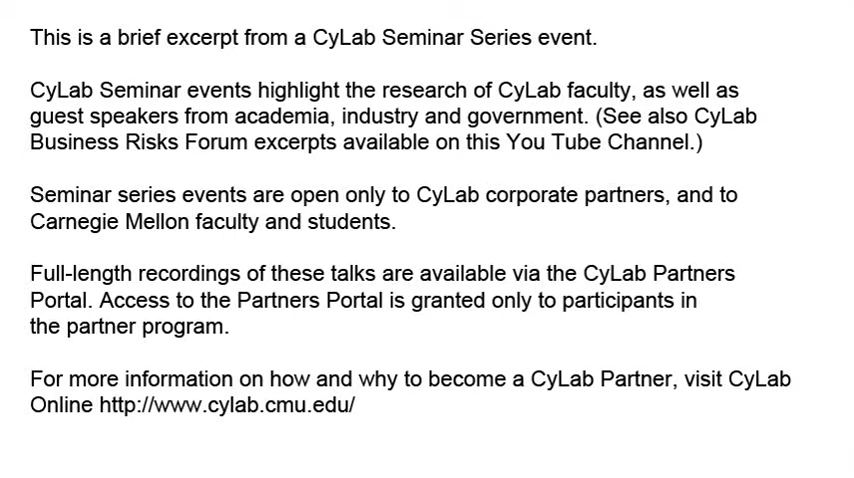 This is a brief excerpt from a CyLab Seminar Series event.
CyLab Seminar events highlight the research of CyLab faculty, as well as
guest speakers from academia, industry and government. (See also CyLab
Business Risks Forum excerpts available on this You Tube Channel.)
Seminar series events are open only to CyLab corporate partners, and to
Carnegie Mellon faculty and students.
Full-length recordings of these talks are available via the CyLab Partners
Portal. Access to the Partners Portal is granted only to participants in
the partner program.
For more information on how and why to become a CyLab Partner, visit CyLab
Online http://www.cylab.cmu.edu/